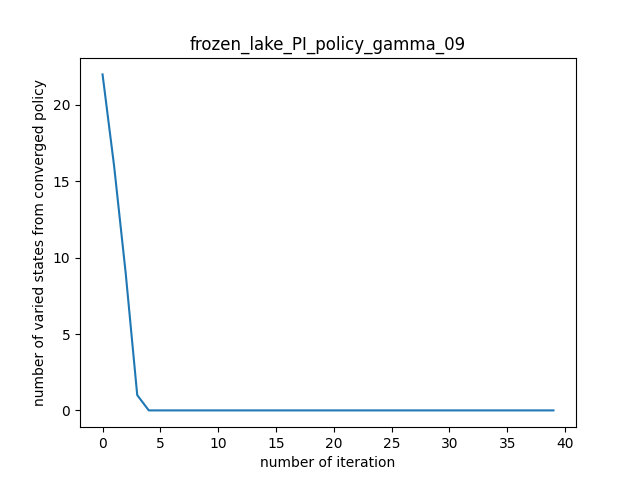 frozen_lake_PI_policy_gamma_09
number of varied states from converged policy
20
15
10
5
0
0 5 10 15 20 25 30 35 40
number of iteration